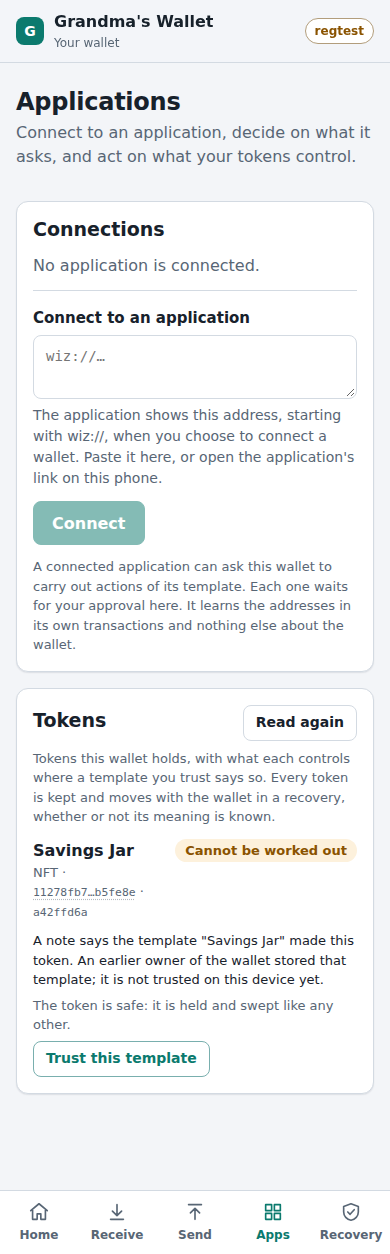 G
Grandma's Wallet
Your wallet
regtest
Applications
Connect to an application, decide on what it
asks, and act on what your tokens control.
Connections
No application is connected.
Connect to an application
wiz://…
The application shows this address, starting
with wiz://, when you choose to connect a
wallet. Paste it here, or open the application's
link on this phone.
Connect
A connected application can ask this wallet to
carry out actions of its template. Each one waits
for your approval here. It learns the addresses in
its own transactions and nothing else about the
wallet.
Tokens
Read again
Tokens this wallet holds, with what each controls
where a template you trust says so. Every token
is kept and moves with the wallet in a recovery,
whether or not its meaning is known.
Savings Jar
Cannot be worked out
NFT ·
11278fb7…b5fe8e ·
a42ffd6a
A note says the template "Savings Jar" made this
token. An earlier owner of the wallet stored that
template; it is not trusted on this device yet.
The token is safe: it is held and swept like any
other.
Trust this template
Home
Receive
Send
Apps
Recovery